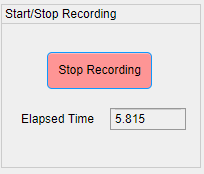 Start/Stop Recording
Stop Recording
Elapsed Time 5.815